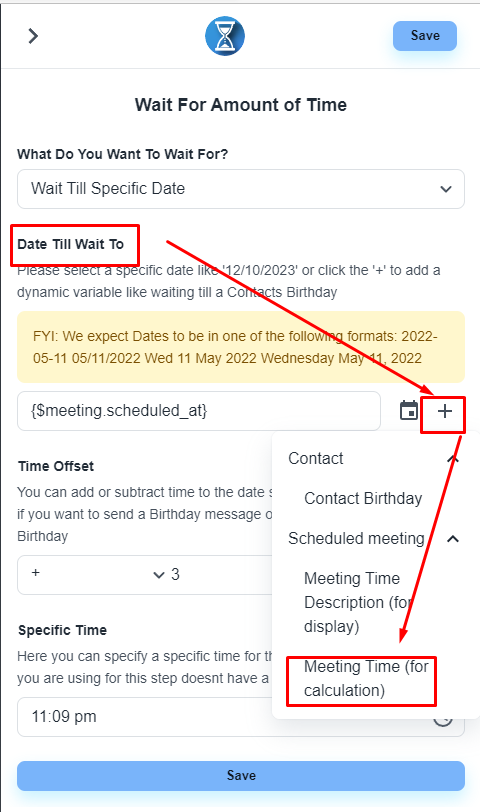 Save
Wait For Amount of Time
What Do You Want To Wait For?
Wait Till Specific Date
Date Till Wait To
Please select a specific date like '12/10/2023' or click the '+' to add a
dynamic variable like waiting till a Contacts Birthday
FYI: We expect Dates to be in one of the following formats: 2022-
05-11 05/11/2022 Wed 11 May 2022 Wednesday May 11, 2022
{$meeting.scheduled_at}
+
Contact
Contact Birthday
Scheduled meeting
Meeting Time
Description (for
display)
Meeting Time (for
calculation)
Time Offset
You can add or subtract time to the date s
if you want to send a Birthday message o
Birthday
+ 3
Specific Time
Here you can specify a specific time for th
you are using for this step doesnt have a
11:09 pm
Save